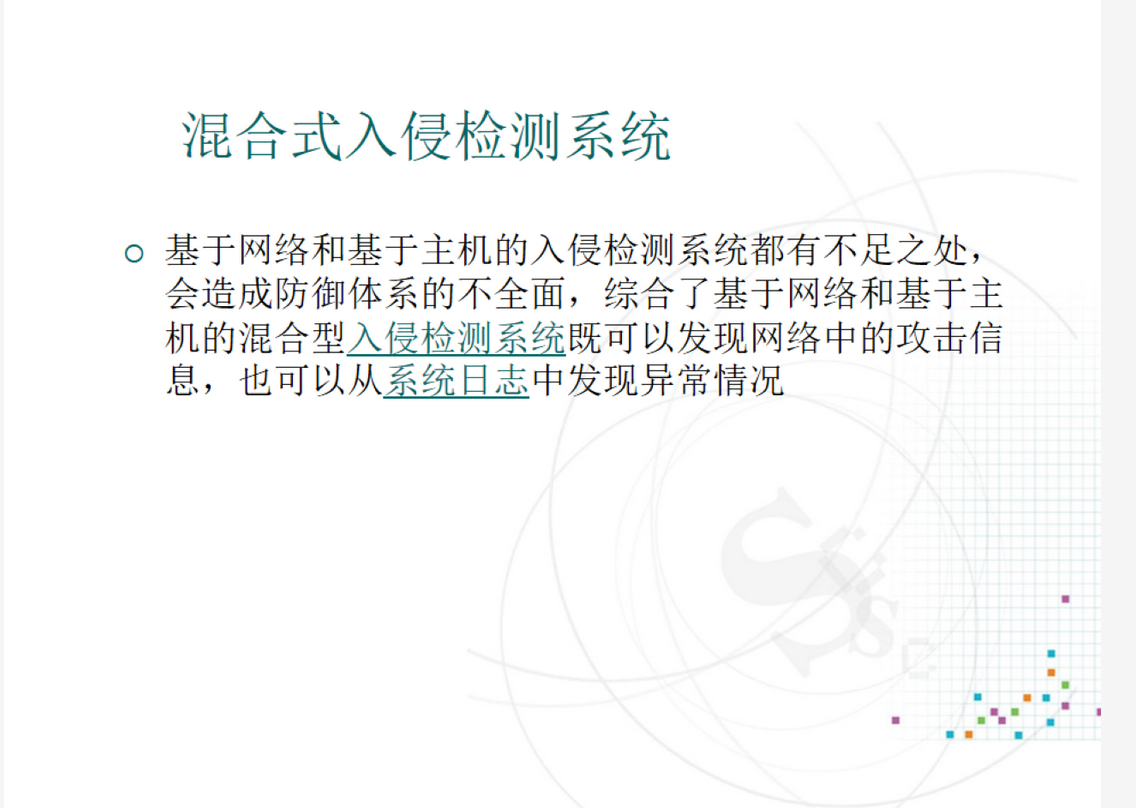 混合式入侵检测系统
基于网络和基于主机的入侵检测系统都有不足之处，
会造成防御体系的不全面，综合了基于网络和基于主
机的混合型入侵检测系统既可以发现网络中的攻击信
息，也可以从系统日志中发现异常情况
SSC